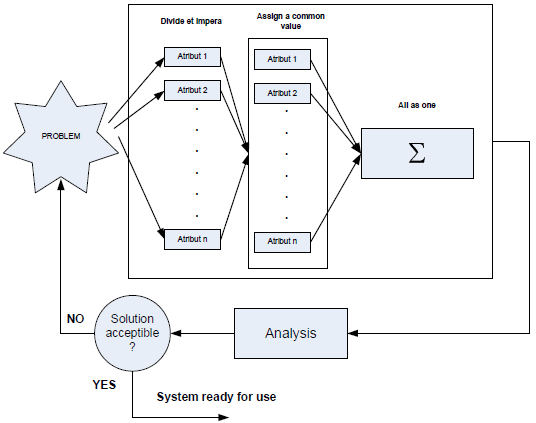 Divide et Impera
Assign a common
value
Atribut 1
Atribut 2
Atribut n
Atribut 1
Atribut 2
Atribut n
All as one
Σ
PROBLEM
NO
Solution
acceptible
?
Analysis
YES
System ready for use